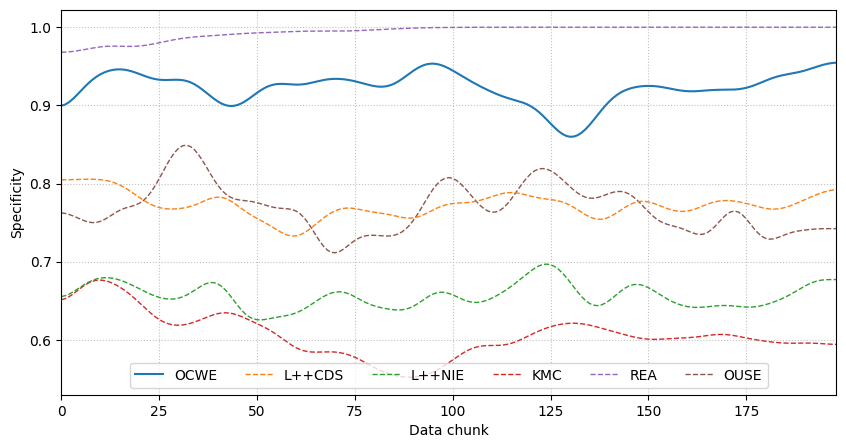 1.0
0.9
0.8
0.7
0.6
Specificity
OCWE L++CDS L++NIE KMC REA OUSE
0 25 50 75 100 125 150 175
Data chunk